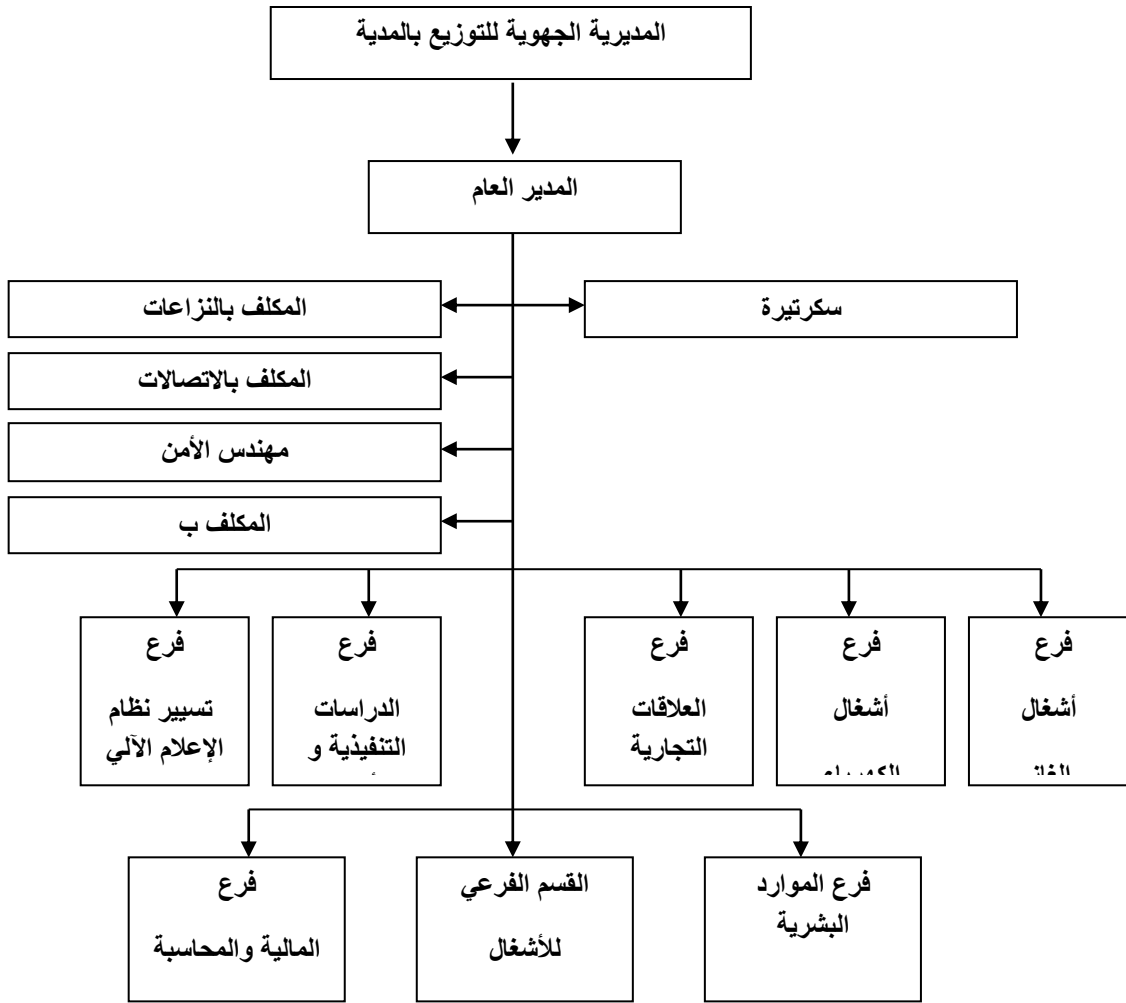 المديرية الجهوية للتوزيع بالمدية
المدير العام
سكرتيرة
المكلف بالنزاعات
المكلف بالاتصالات
مهندس الأمن
المكلف ب
فرع
أشغال
الغاز
فرع
أشغال
الكهرباء
فرع
العلاقات
التجارية
فرع
الدراسات
التنفيذية و
فرع
تسيير نظام
الإعلام الآلي
فرع الموارد
البشرية
القسم الفرعي
للأشغال
فرع
المالية والمحاسبة